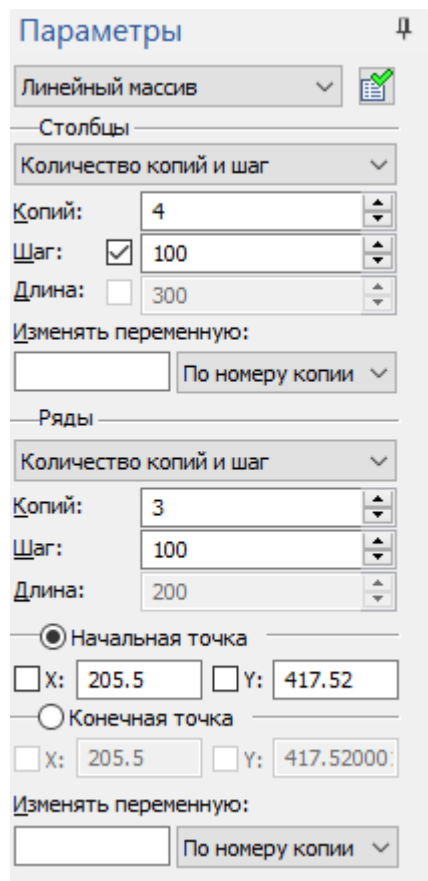 Параметры
Линейный массив
Столбцы
Количество копий и шаг
Копий: 4
Шаг: 100
Длина: 300
Изменять переменную:
По номеру копии
Ряды
Количество копий и шаг
Копий: 3
Шаг: 100
Длина: 200
Начальная точка
X: 205.5 Y: 417.52
Конечная точка
X: 205.5 Y: 417.52000
Изменять переменную:
По номеру копии